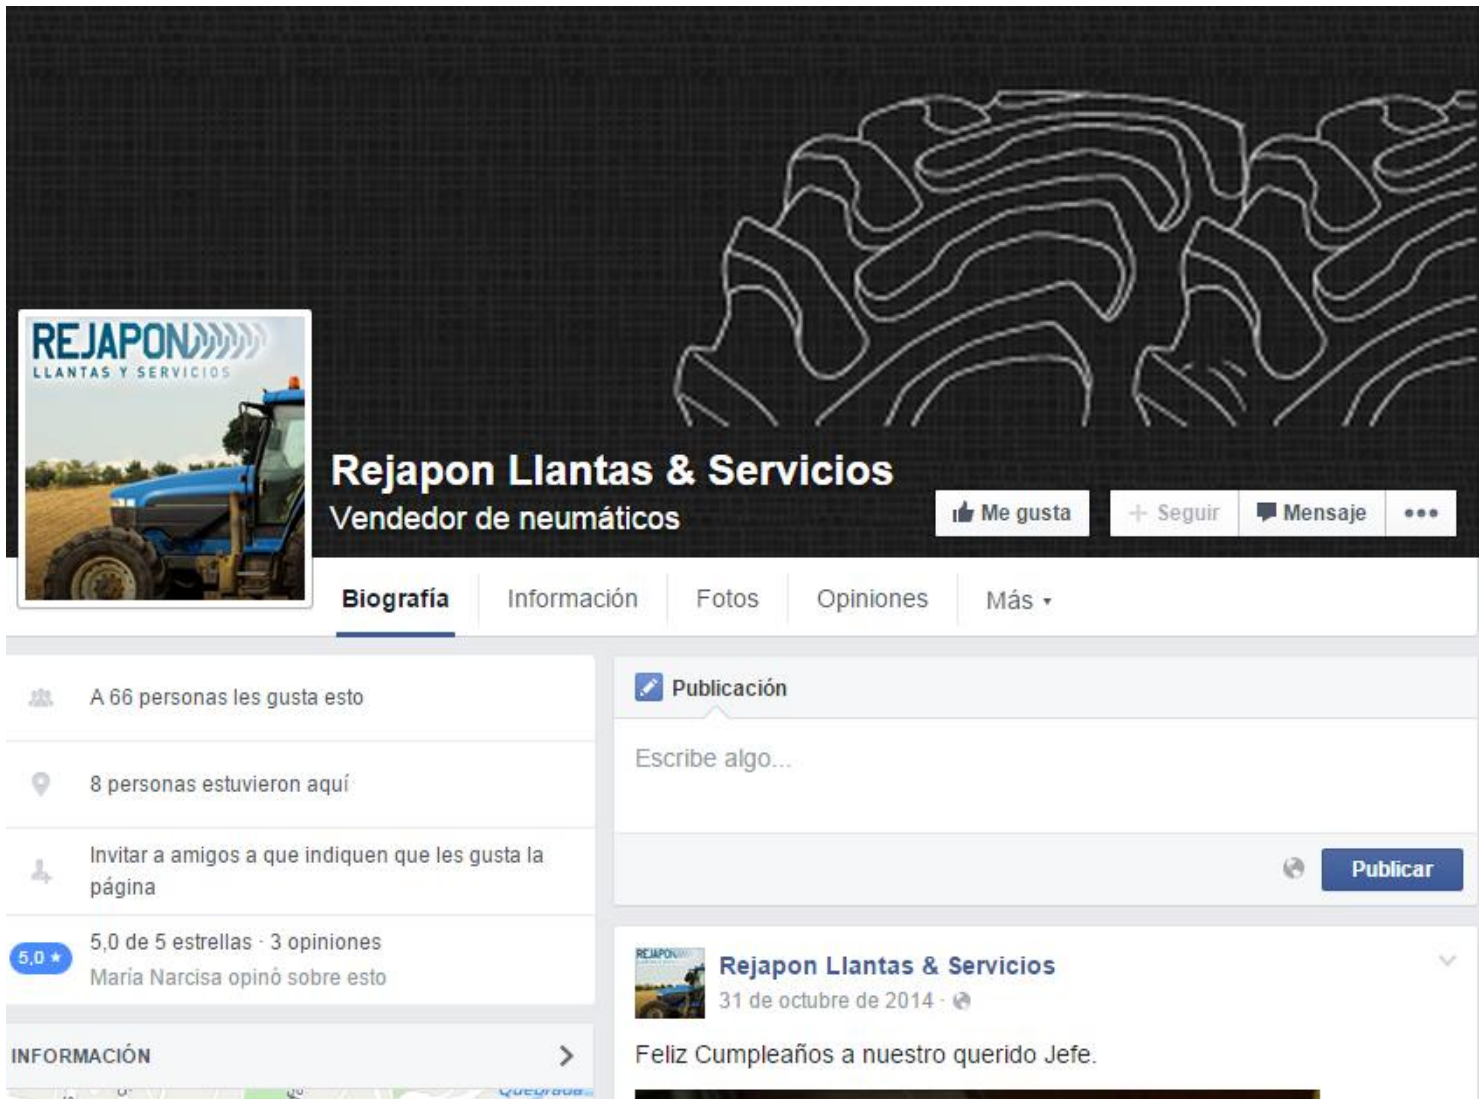 REJAPON
LLANTAS Y SERVICIOS
Rejapon Llantas & Servicios
Vendedor de neumáticos
Me gusta
+ Seguir
Mensaje
Biografía
Información
Fotos
Opiniones
Más
A 66 personas les gusta esto
8 personas estuvieron aquí
Invitar a amigos a que indiquen que les gusta la
página
5,0 ★
5,0 de 5 estrellas · 3 opiniones
María Narcisa opinó sobre esto
INFORMACIÓN
Publicación
Escribe algo...
Publicar
REJAPON
Rejapon Llantas & Servicios
31 de octubre de 2014 ·
Feliz Cumpleaños a nuestro querido Jefe.